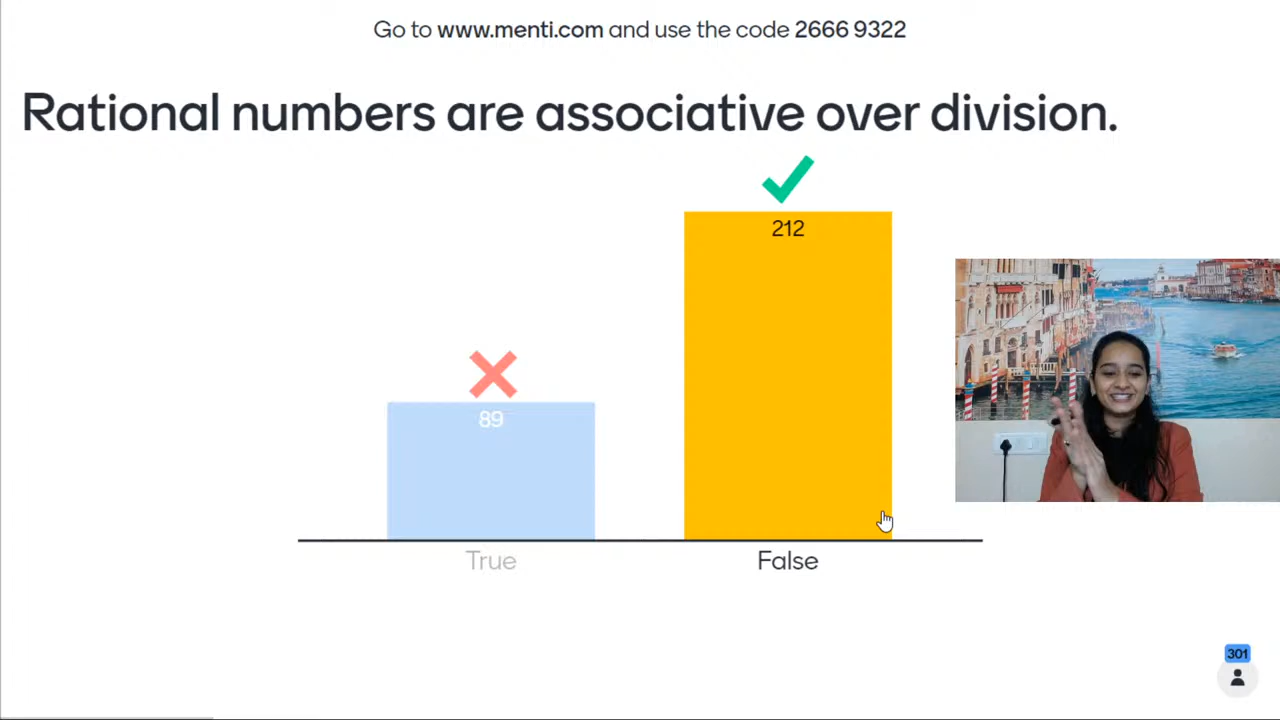 Go to www.menti.com and use the code 2666 9322
Rational numbers are associative over division.
212
89
True
False
301